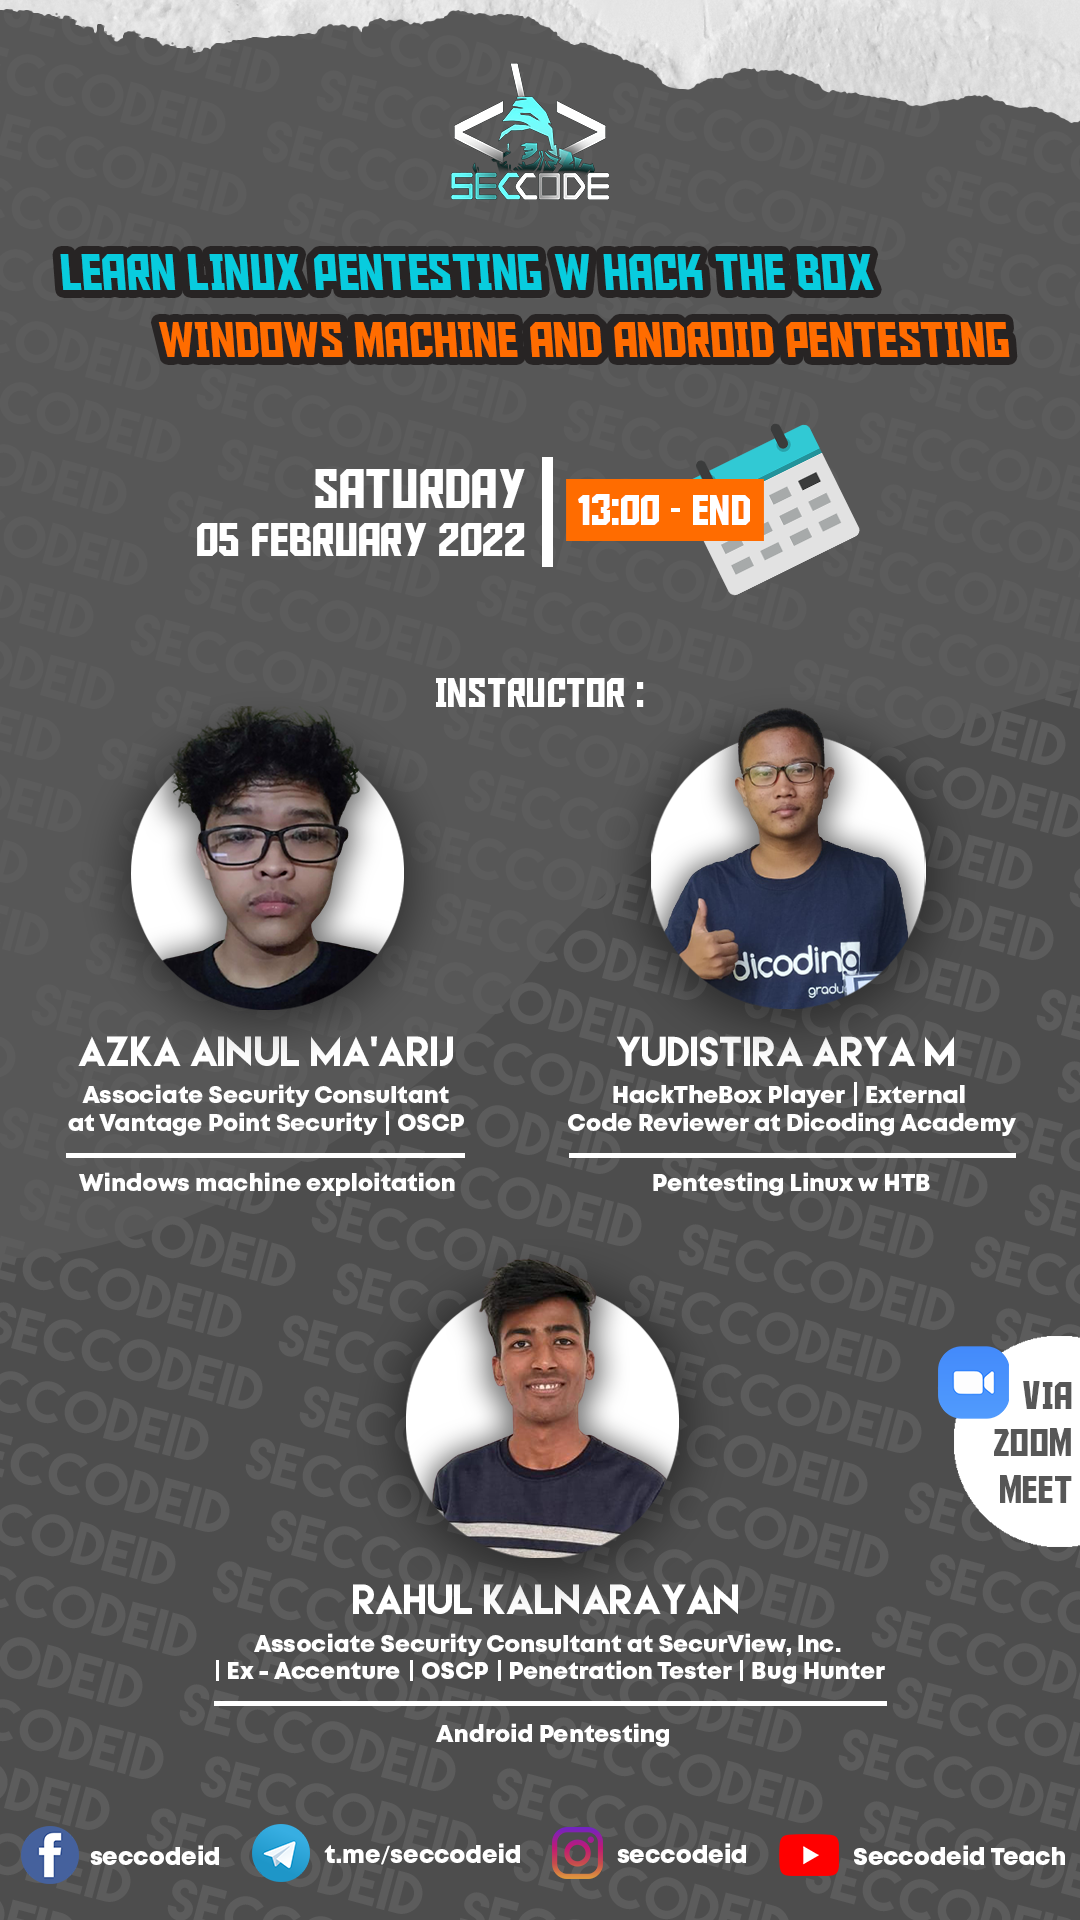 SECCODE
LEARN LINUX PENTESTING W HACK THE BOX
WINDOWS MACHINE AND ANDROID PENTESTING
SATURDAY
05 FEBRUARY 2022
13:00 - END
INSTRUCTOR :
dicoding
gradu
AZKA AINUL MA'ARIJ
Associate Security Consultant
at Vantage Point Security | OSCP
Windows machine exploitation
YUDISTIRA ARYA M
HackTheBox Player | External
Code Reviewer at Dicoding Academy
Pentesting Linux w HTB
VIA
ZOOM
MEET
RAHUL KALNARAYAN
Associate Security Consultant at SecurView, Inc.
| Ex - Accenture | OSCP | Penetration Tester | Bug Hunter
Android Pentesting
seccodeid
t.me/seccodeid
seccodeid
Seccodeid Teach
SECCODEID